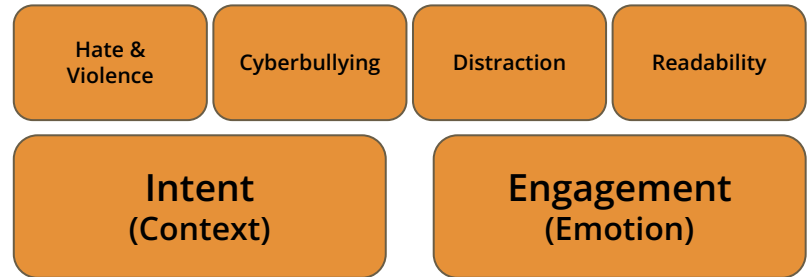 Hate &
Violence
Cyberbullying
Distraction
Readability
Intent
(Context)
Engagement
(Emotion)